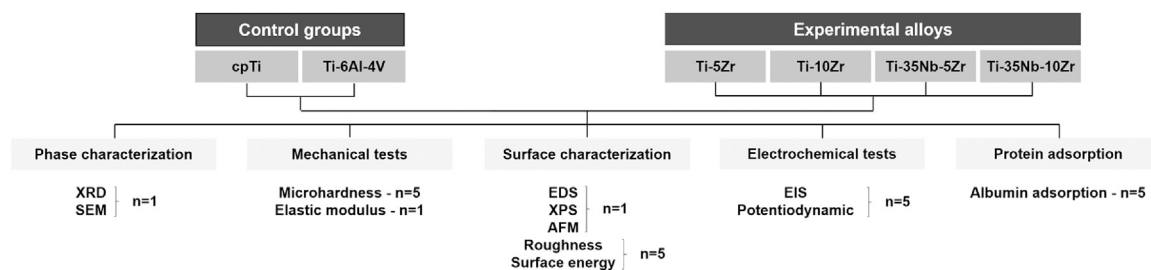 Control groups
Experimental alloys
cpTi
Ti-6Al-4V
Ti-5Zr
Ti-10Zr
Ti-35Nb-5Zr
Ti-35Nb-10Zr
Phase characterization
Mechanical tests
Surface characterization
Electrochemical tests
Protein adsorption
XRD
SEM
n=1
Microhardness - n=5
Elastic modulus - n=1
EDS
XPS
AFM
n=1
Roughness
Surface energy
n=5
EIS
Potentiodynamic
n=5
Albumin adsorption - n=5